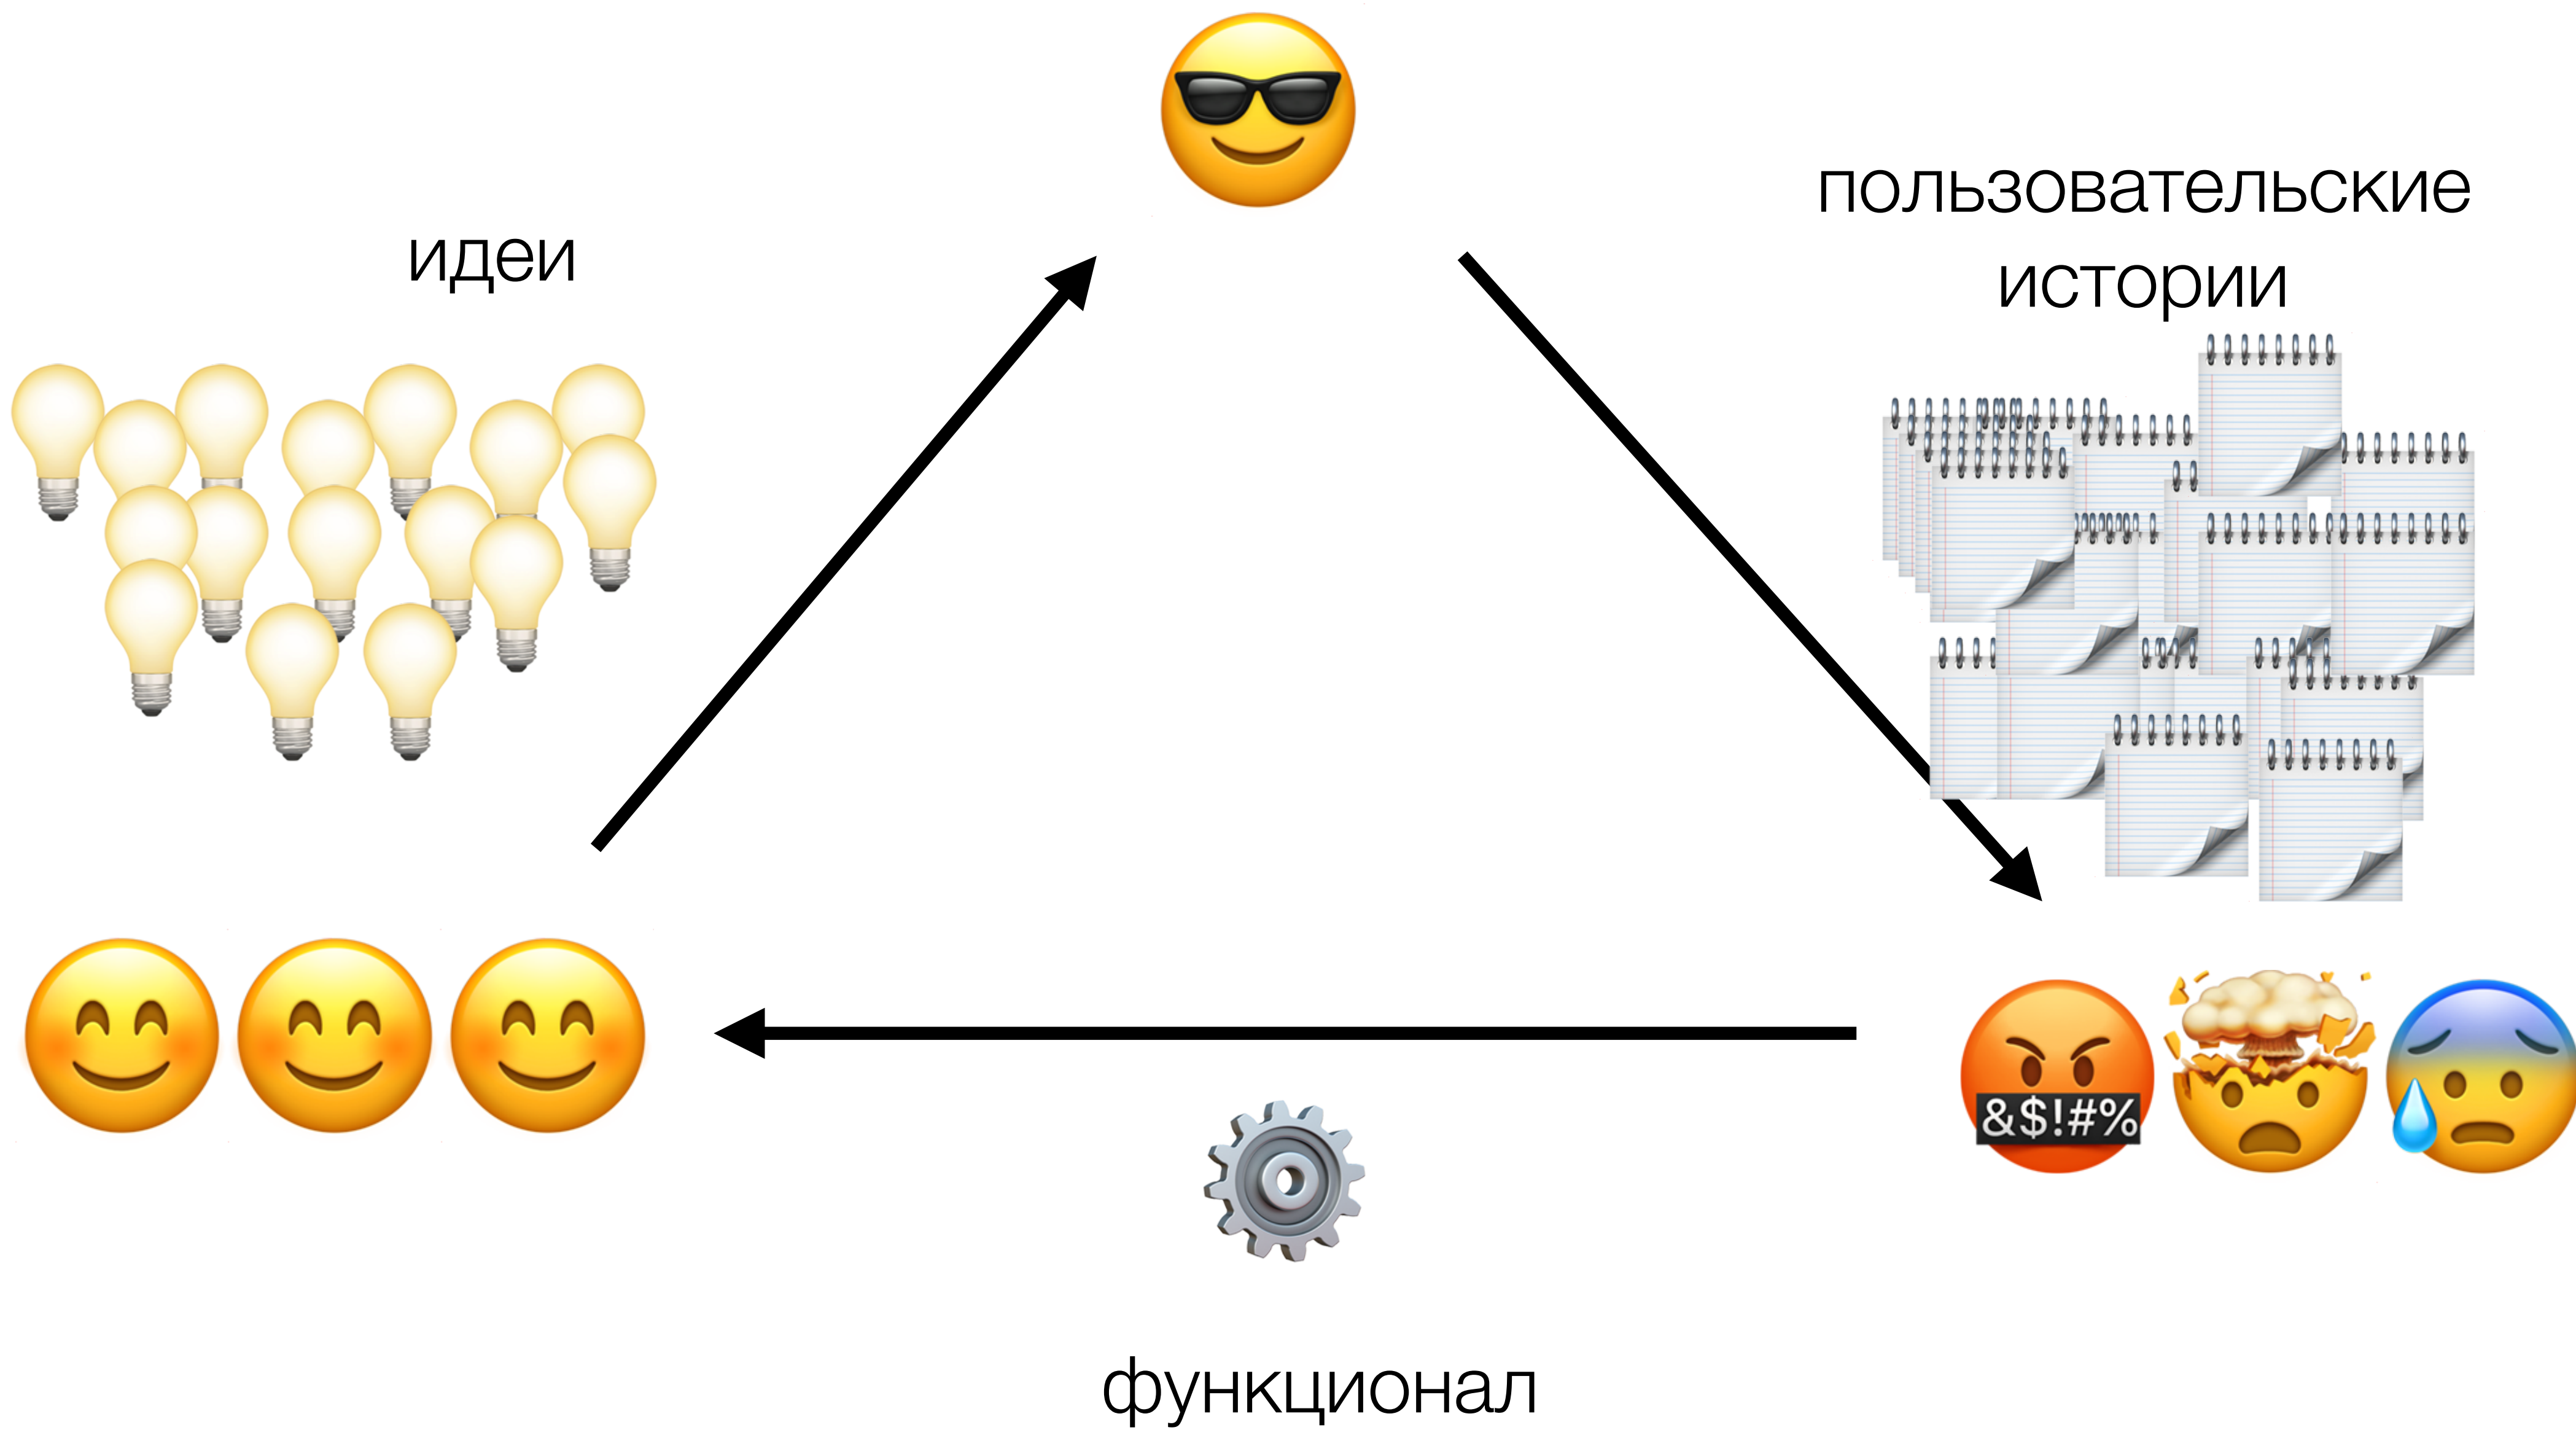 идеи
пользовательские
истории
&$!#%
функционал